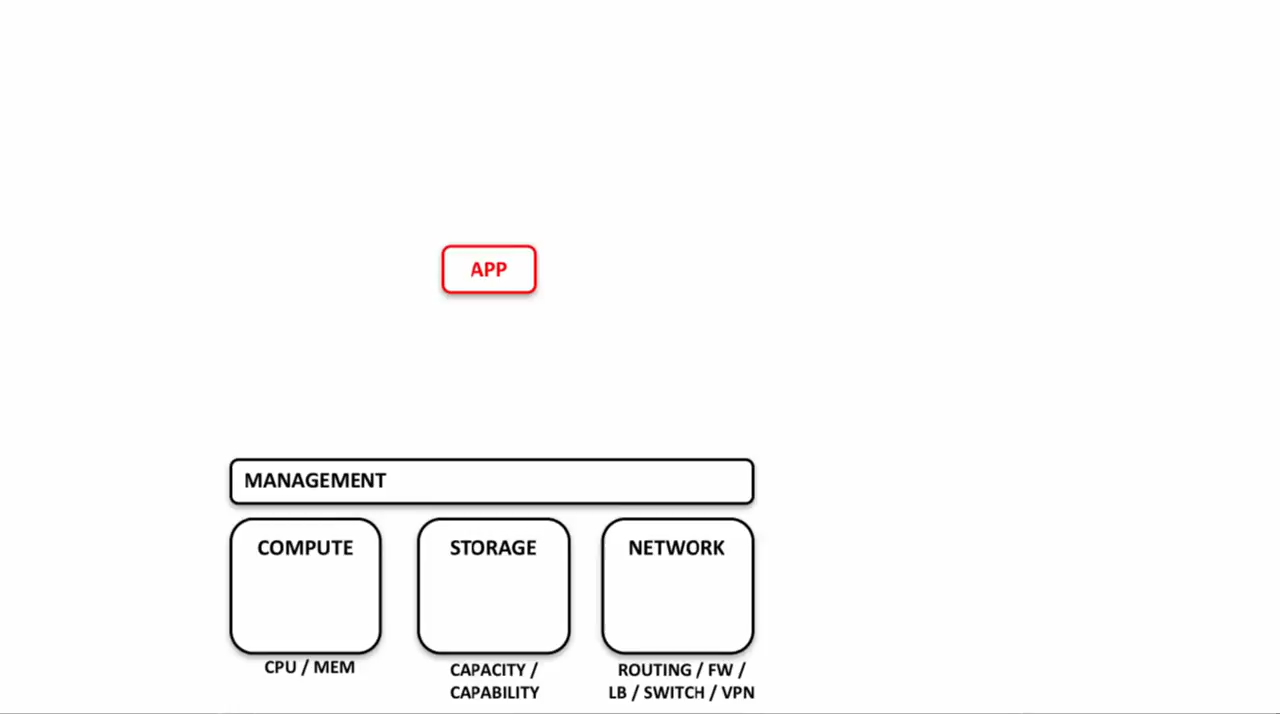 APP
MANAGEMENT
COMPUTE
STORAGE
NETWORK
CPU / MEM
CAPACITY /
CAPABILITY
ROUTING / FW /
LB / SWITCH / VPN